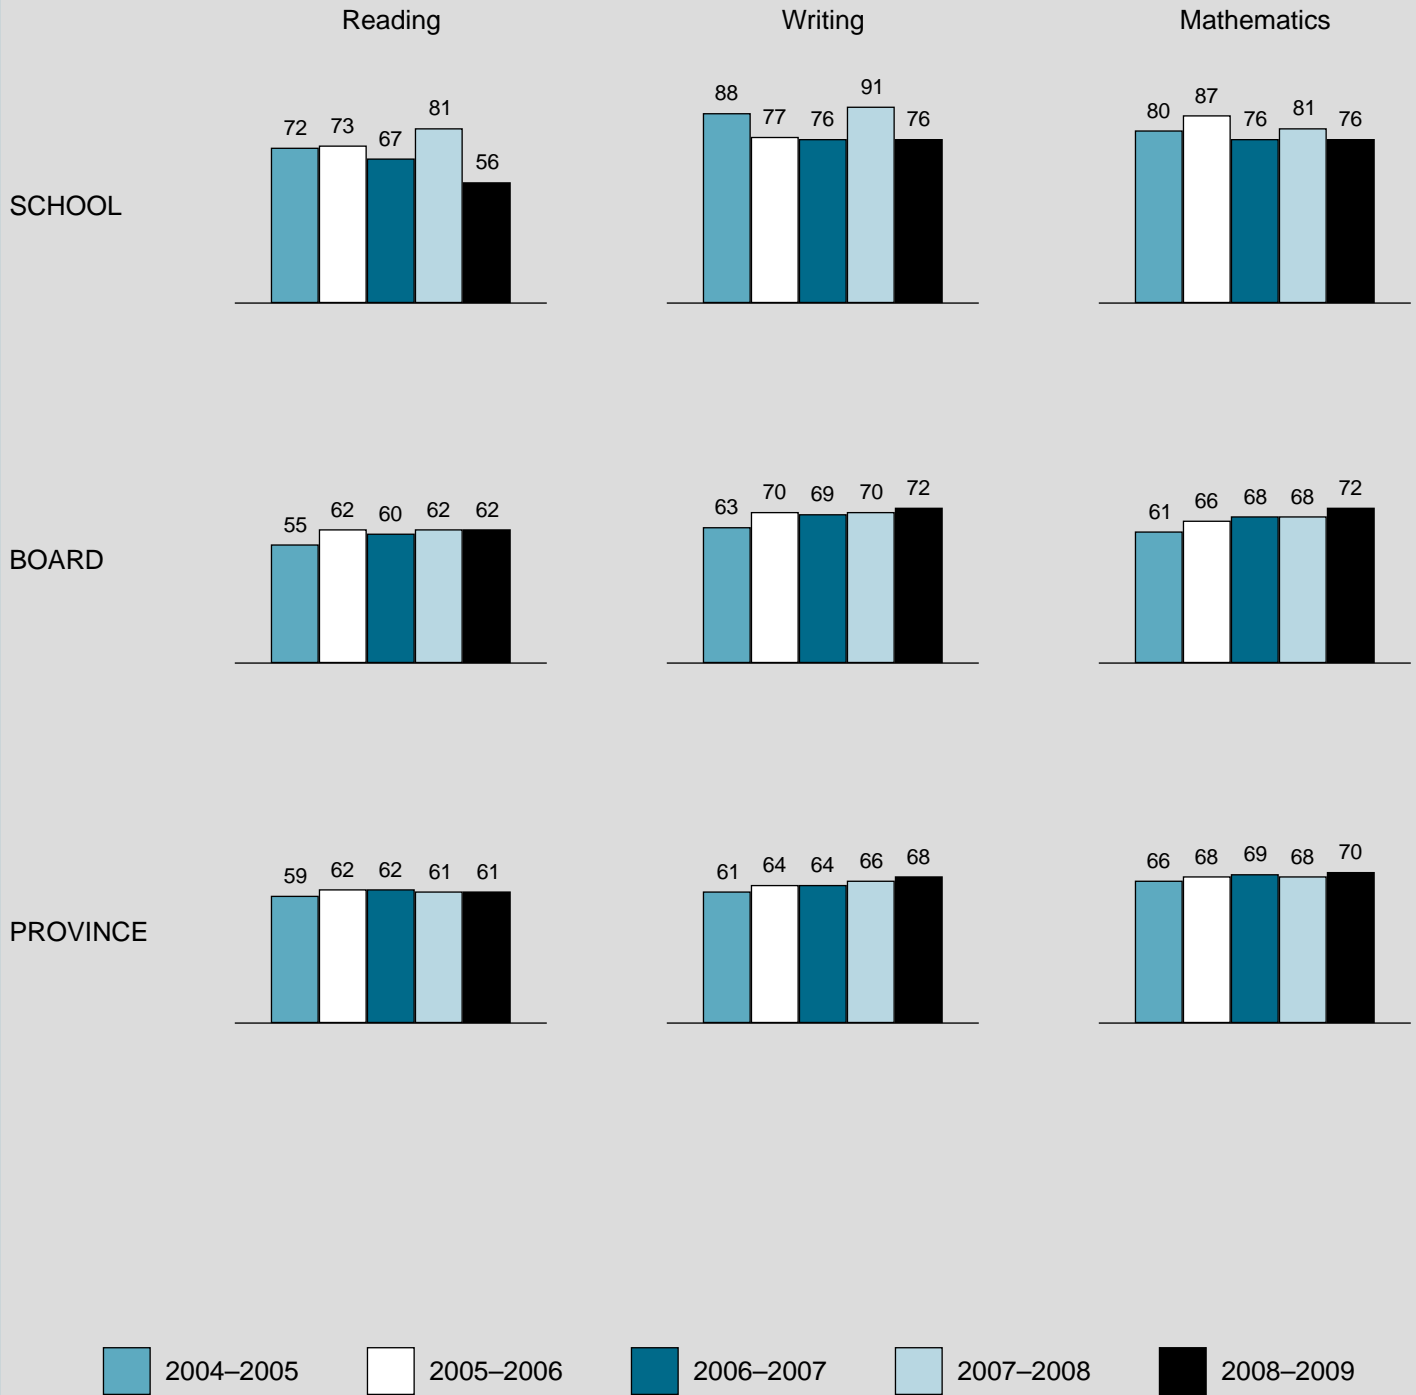 Reading Writing Mathematics
SCHOOL
72 73 67 81 56
88 77 76 91 76
80 87 76 81 76
BOARD
55 62 60 62 62
63 70 69 70 72
61 66 68 68 72
PROVINCE
59 62 62 61 61
61 64 64 66 68
66 68 69 68 70
2004–2005 2005–2006 2006–2007 2007–2008 2008–2009